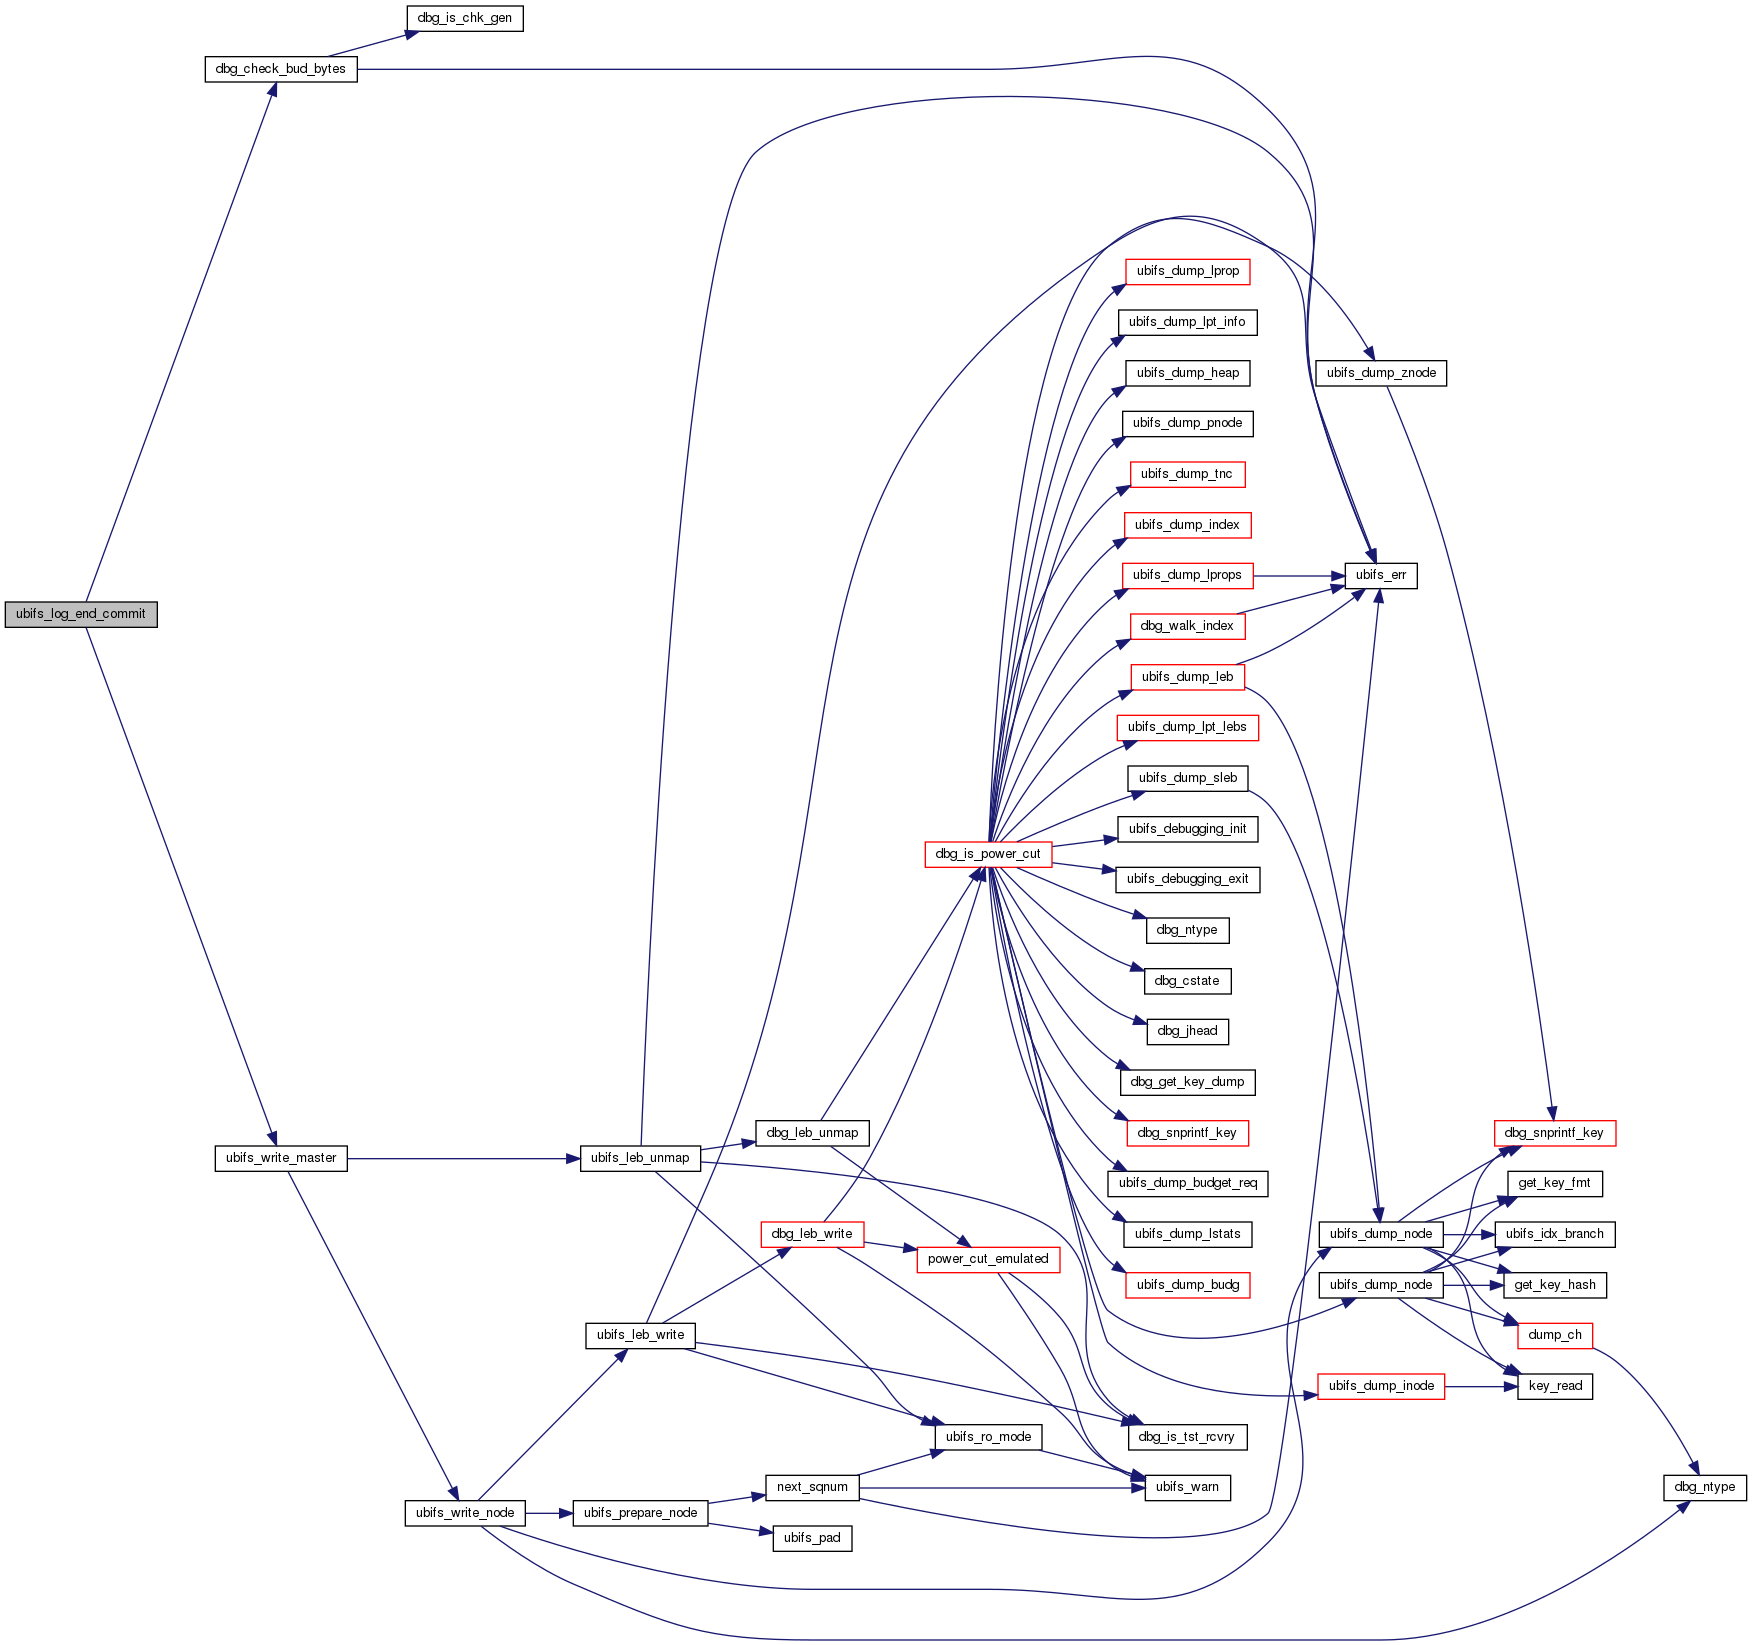 dbg_is_chk_gen
dbg_check_bud_bytes
ubifs_dump_lprop
ubifs_dump_lpt_info
ubifs_dump_heap
ubifs_dump_znode
ubifs_dump_pnode
ubifs_dump_tnc
ubifs_dump_index
ubifs_dump_lprops
ubifs_err
ubifs_log_end_commit
dbg_walk_index
ubifs_dump_leb
ubifs_dump_lpt_lebs
ubifs_dump_sleb
ubifs_debugging_init
dbg_is_power_cut
ubifs_debugging_exit
dbg_ntype
dbg_cstate
dbg_jhead
dbg_get_key_dump
dbg_leb_unmap
dbg_snprintf_key
dbg_snprintf_key
ubifs_write_master
ubifs_leb_unmap
ubifs_dump_budget_req
get_key_fmt
dbg_leb_write
ubifs_dump_lstats
ubifs_dump_node
ubifs_idx_branch
power_cut_emulated
ubifs_dump_budg
ubifs_dump_node
get_key_hash
ubifs_leb_write
dump_ch
ubifs_dump_inode
key_read
ubifs_ro_mode
dbg_is_tst_rcvry
next_sqnum
ubifs_warn
dbg_ntype
ubifs_write_node
ubifs_prepare_node
ubifs_pad